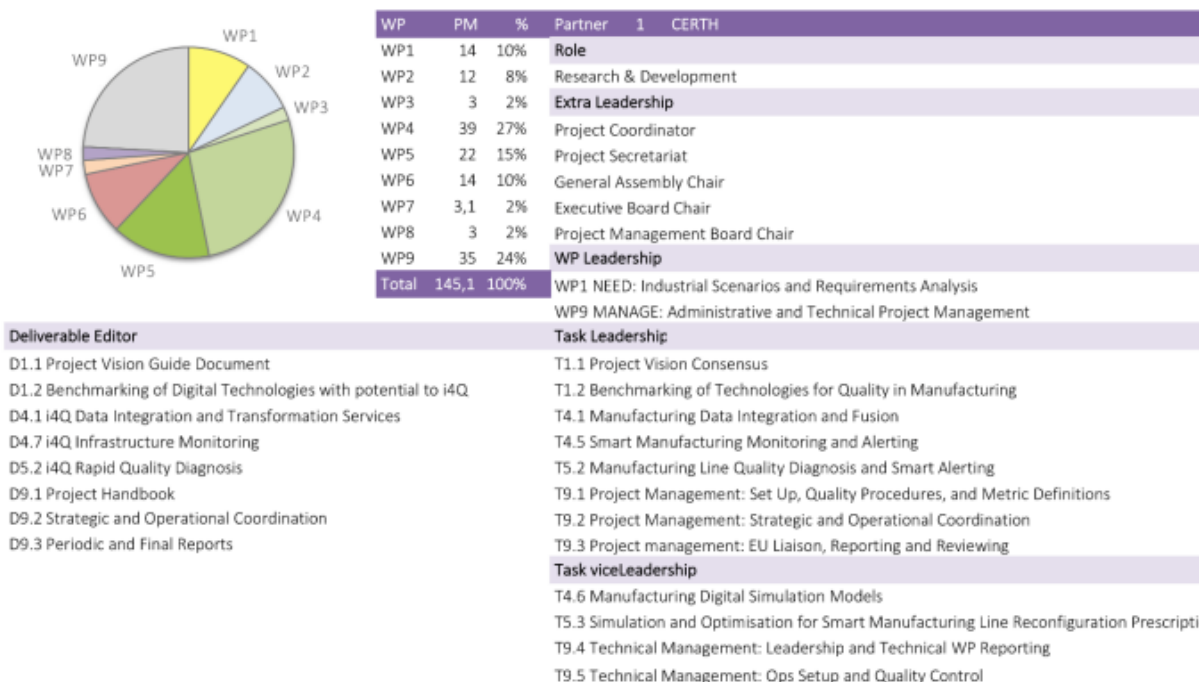 WP1
WP2
WP3
WP4
WP5
WP6
WP7
WP8
WP9
WP PM %
WP1 14 10%
WP2 12 8%
WP3 3 2%
WP4 39 27%
WP5 22 15%
WP6 14 10%
WP7 3,1 2%
WP8 3 2%
WP9 35 24%
Total 145,1 100%
Partner 1 CERTH
Role
Research & Development
Extra Leadership
Project Coordinator
Project Secretariat
General Assembly Chair
Executive Board Chair
Project Management Board Chair
WP Leadership
WP1 NEED: Industrial Scenarios and Requirements Analysis
WP9 MANAGE: Administrative and Technical Project Management
Deliverable Editor
D1.1 Project Vision Guide Document
D1.2 Benchmarking of Digital Technologies with potential to i4Q
D4.1 i4Q Data Integration and Transformation Services
D4.7 i4Q Infrastructure Monitoring
D5.2 i4Q Rapid Quality Diagnosis
D9.1 Project Handbook
D9.2 Strategic and Operational Coordination
D9.3 Periodic and Final Reports
Task Leadership
T1.1 Project Vision Consensus
T1.2 Benchmarking of Technologies for Quality in Manufacturing
T4.1 Manufacturing Data Integration and Fusion
T4.5 Smart Manufacturing Monitoring and Alerting
T5.2 Manufacturing Line Quality Diagnosis and Smart Alerting
T9.1 Project Management: Set Up, Quality Procedures, and Metric Definitions
T9.2 Project Management: Strategic and Operational Coordination
T9.3 Project management: EU Liaison, Reporting and Reviewing
Task viceLeadership
T4.6 Manufacturing Digital Simulation Models
T5.3 Simulation and Optimisation for Smart Manufacturing Line Reconfiguration Prescripti
T9.4 Technical Management: Leadership and Technical WP Reporting
T9.5 Technical Management: Ops Setup and Quality Control